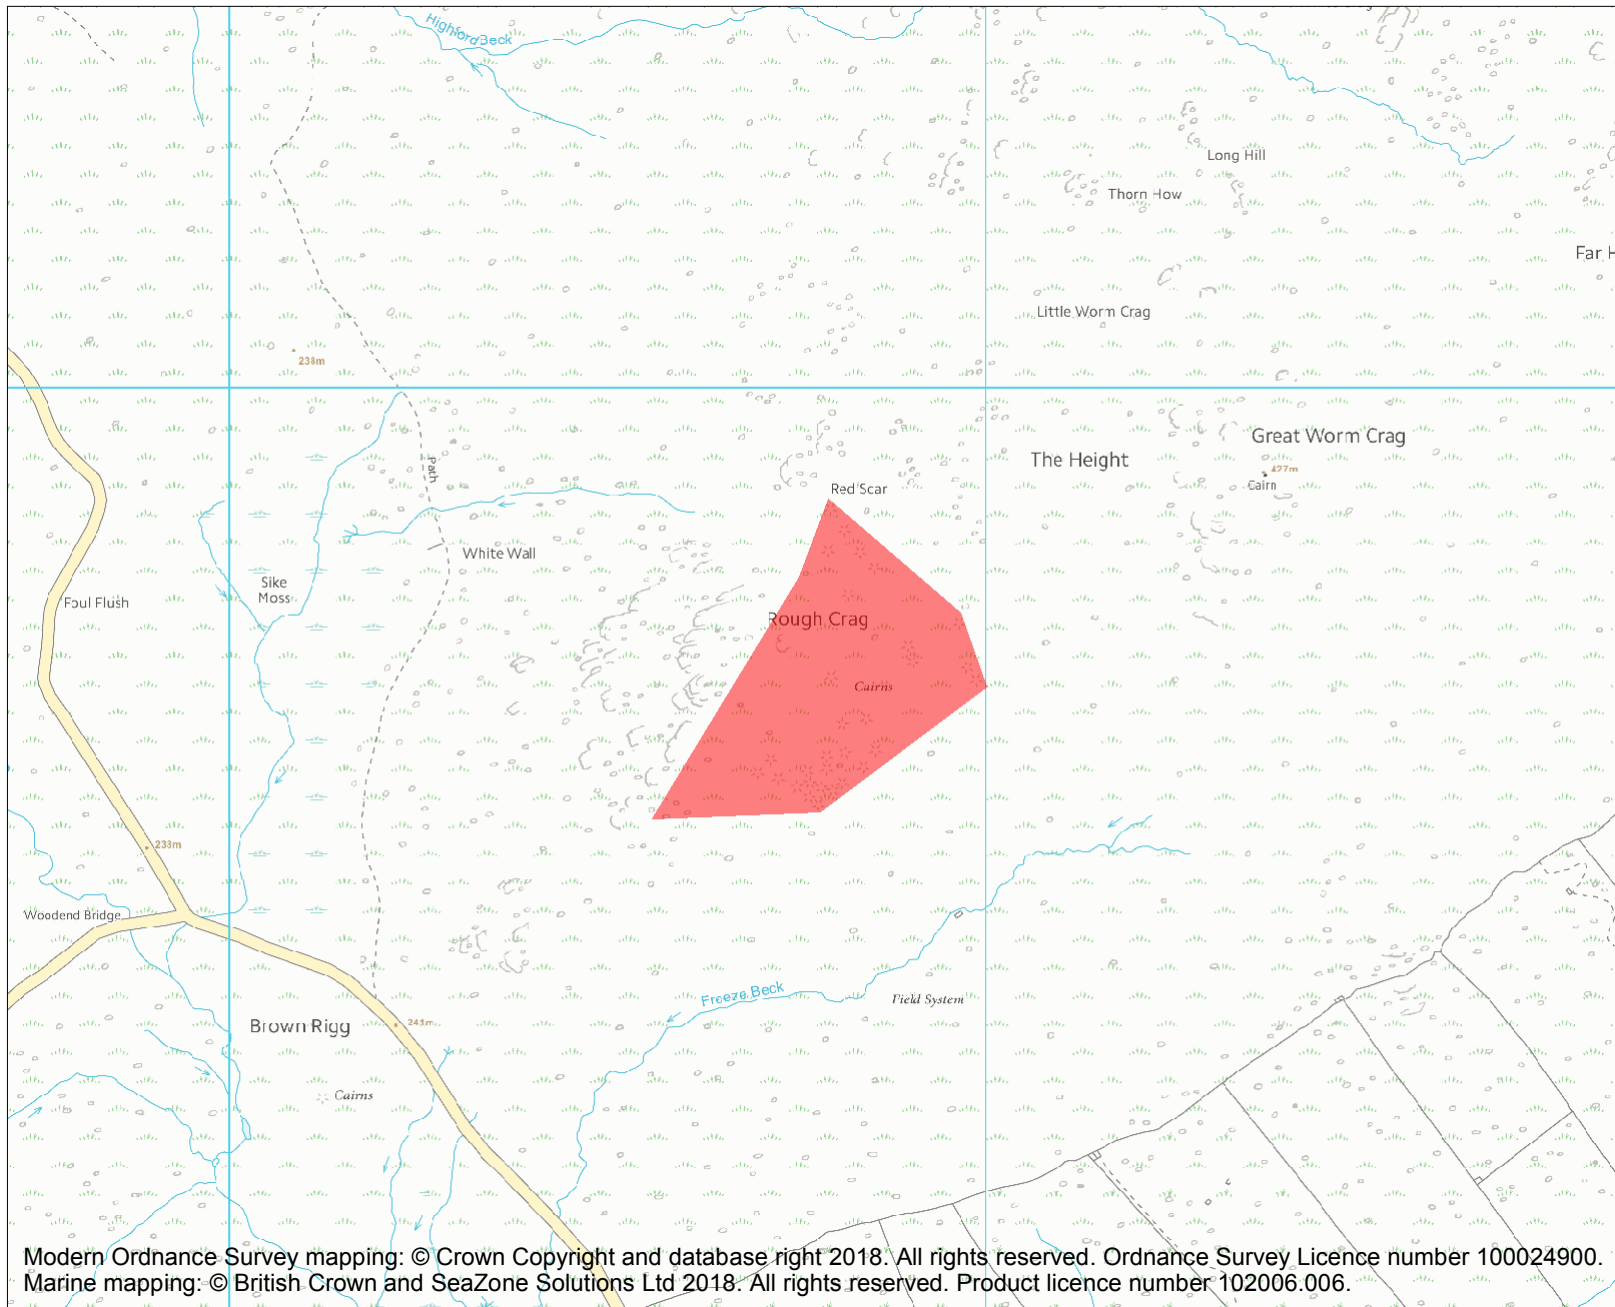 Highford Beck
Long Hill
Thorn How
Far H
Little Worm Crag
238m
Great Worm Crag
The Height
427m
Cairn
Path
Red Scar
White Wall
Sike
Moss
Foul Flush
Rough Crag
Cairns
233m
Woodend Bridge
Freeze Beck
Field System
Brown Rigg
241m
Cairns
Modern Ordnance Survey mapping: © Crown Copyright and database right 2018. All rights reserved. Ordnance Survey Licence number 100024900.
Marine mapping: © British Crown and SeaZone Solutions Ltd 2018. All rights reserved. Product licence number 102006.006.